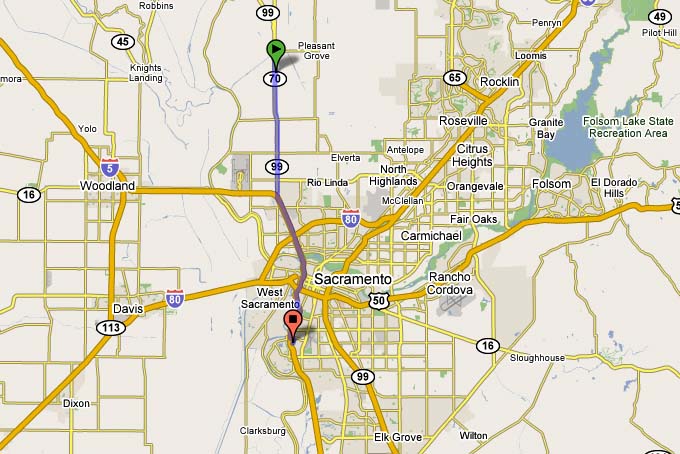 Robbins
99
45
Pleasant
Grove
Knights
Landing
70
Penryn
49
Pilot Hill
Loomis
65
Rocklin
Yolo
Roseville
Granite
Bay
Folsom Lake State
Recreation Area
5
Woodland
16
99
Elverta
Antelope
Citrus
Heights
Rio Linda
North
Highlands
Orangevale
Folsom
El Dorado
Hills
McClellan
80
Fair Oaks
Carmichael
Sacramento
Rancho
Cordova
West
Sacramento
50
Davis
80
113
16
Sloughhouse
99
Dixon
Clarksburg
Elk Grove
Wilton